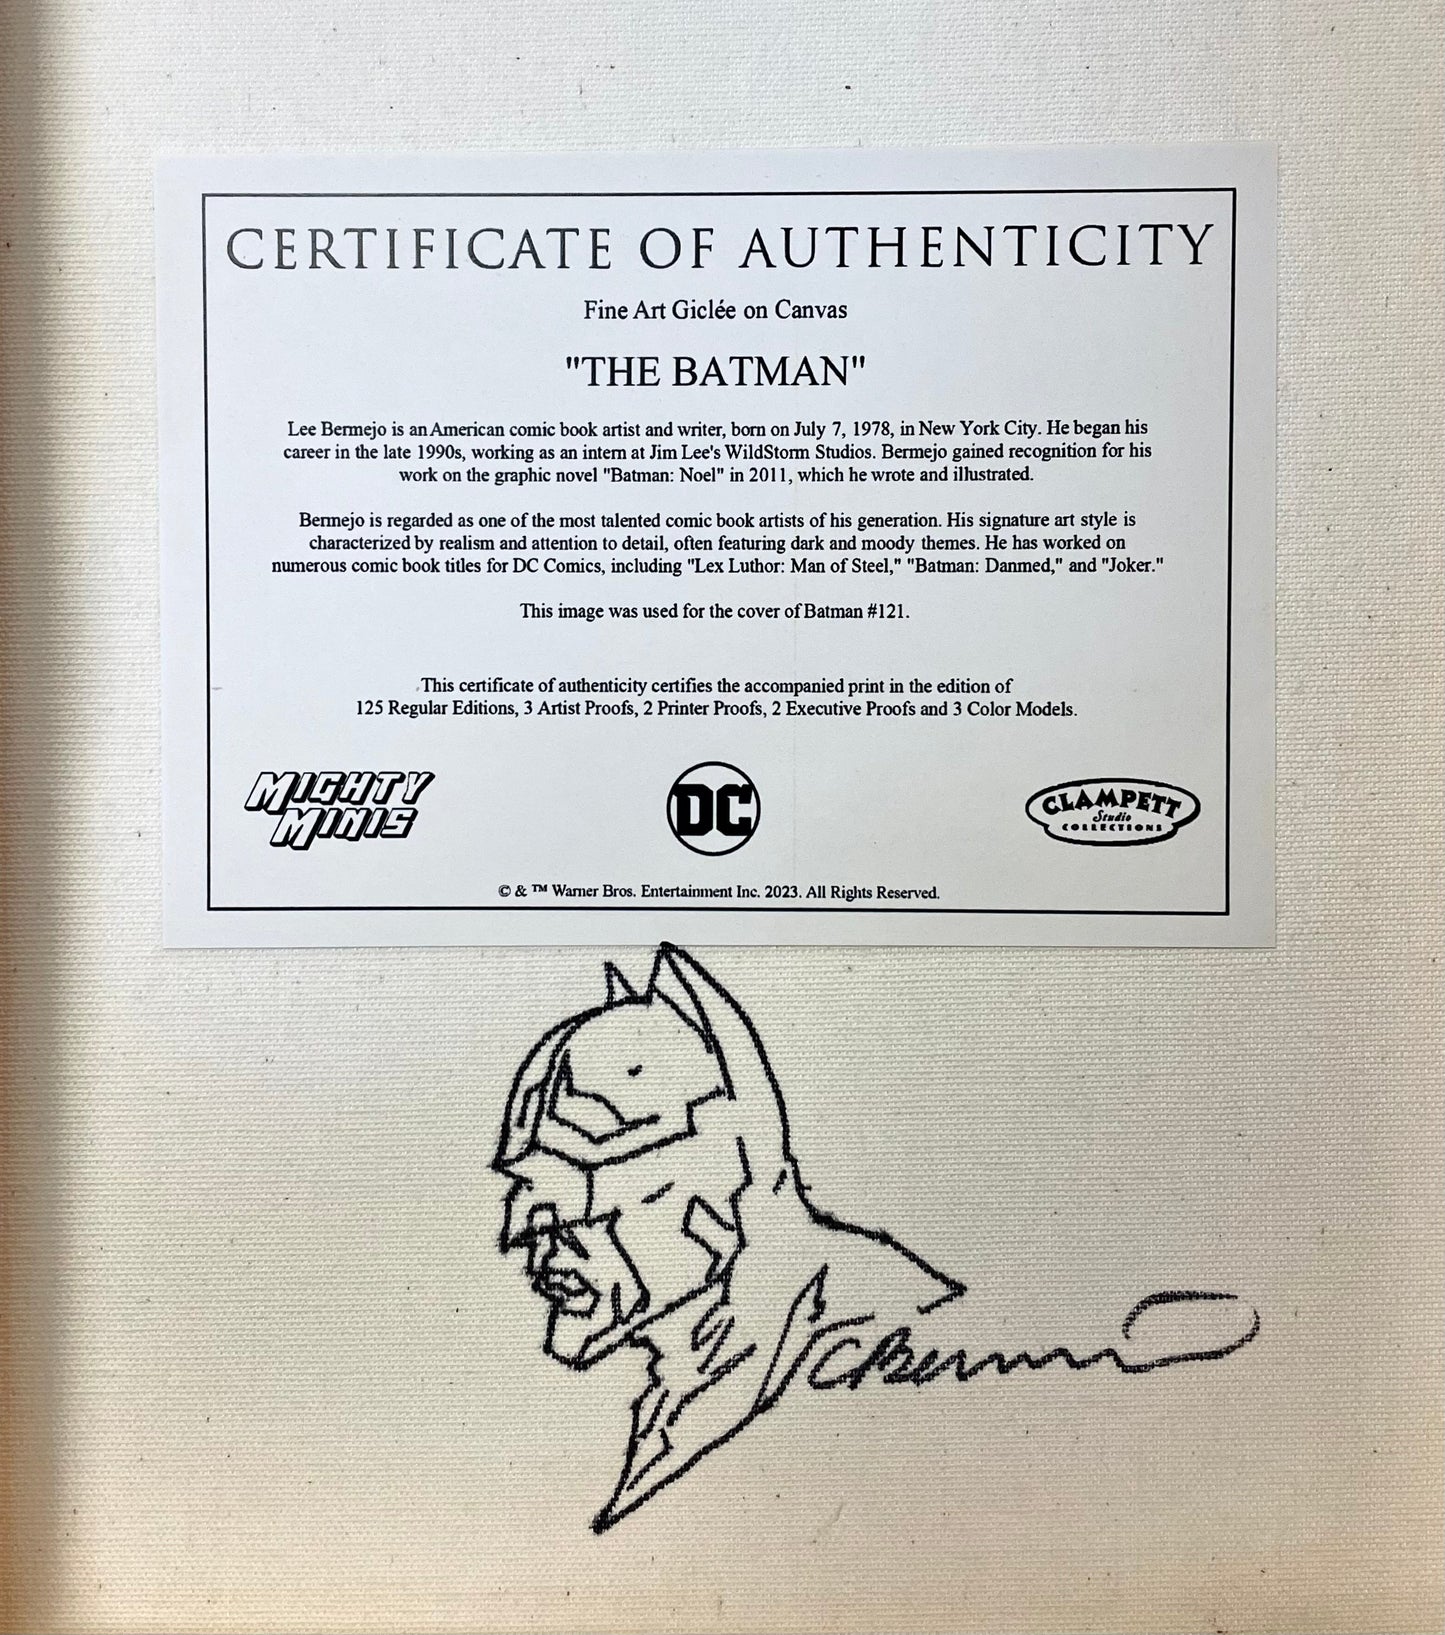 CERTIFICATE OF AUTHENTICITY
Fine Art Giclée on Canvas
"THE BATMAN"
Lee Bermejo is an American comic book artist and writer, born on July 7, 1978, in New York City. He began his
career in the late 1990s, working as an intern at Jim Lee's WildStorm Studios. Bermejo gained recognition for his
work on the graphic novel "Batman: Noel" in 2011, which he wrote and illustrated.
Bermejo is regarded as one of the most talented comic book artists of his generation. His signature art style is
characterized by realism and attention to detail, often featuring dark and moody themes. He has worked on
numerous comic book titles for DC Comics, including "Lex Luthor: Man of Steel," "Batman: Danmed," and "Joker."
This image was used for the cover of Batman #121.
This certificate of authenticity certifies the accompanied print in the edition of
125 Regular Editions, 3 Artist Proofs, 2 Printer Proofs, 2 Executive Proofs and 3 Color Models.
MIGHTY
MINIS
DC
CLAMPETT
Studio
COLLECTIONS
© & ™ Warner Bros. Entertainment Inc. 2023. All Rights Reserved.